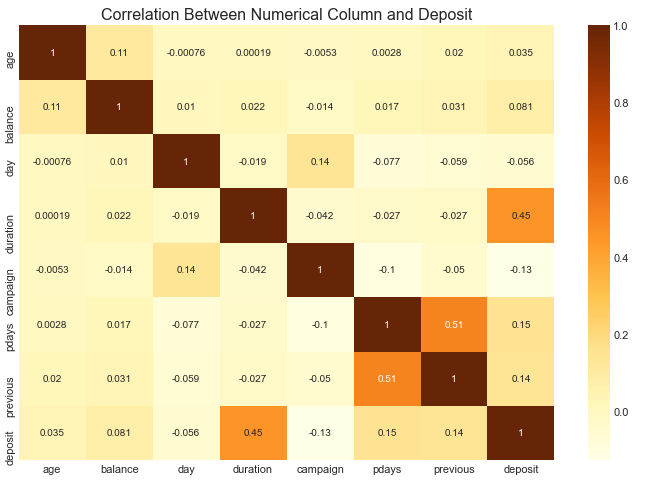 Correlation Between Numerical Column and Deposit
age 1 0.11 -0.00076 0.00019 -0.0053 0.0028 0.02 0.035
balance 0.11 1 0.01 0.022 -0.014 0.017 0.031 0.081
day -0.00076 0.01 1 -0.019 0.14 -0.077 -0.059 -0.056
duration 0.00019 0.022 -0.019 1 -0.042 -0.027 -0.027 0.45
campaign -0.0053 -0.014 0.14 -0.042 1 -0.1 -0.05 -0.13
pdays 0.0028 0.017 -0.077 -0.027 -0.1 1 0.51 0.15
previous 0.02 0.031 -0.059 -0.027 -0.05 0.51 1 0.14
deposit 0.035 0.081 -0.056 0.45 -0.13 0.15 0.14 1
age balance day duration campaign pdays previous deposit
1.0
0.8
0.6
0.4
0.2
0.0